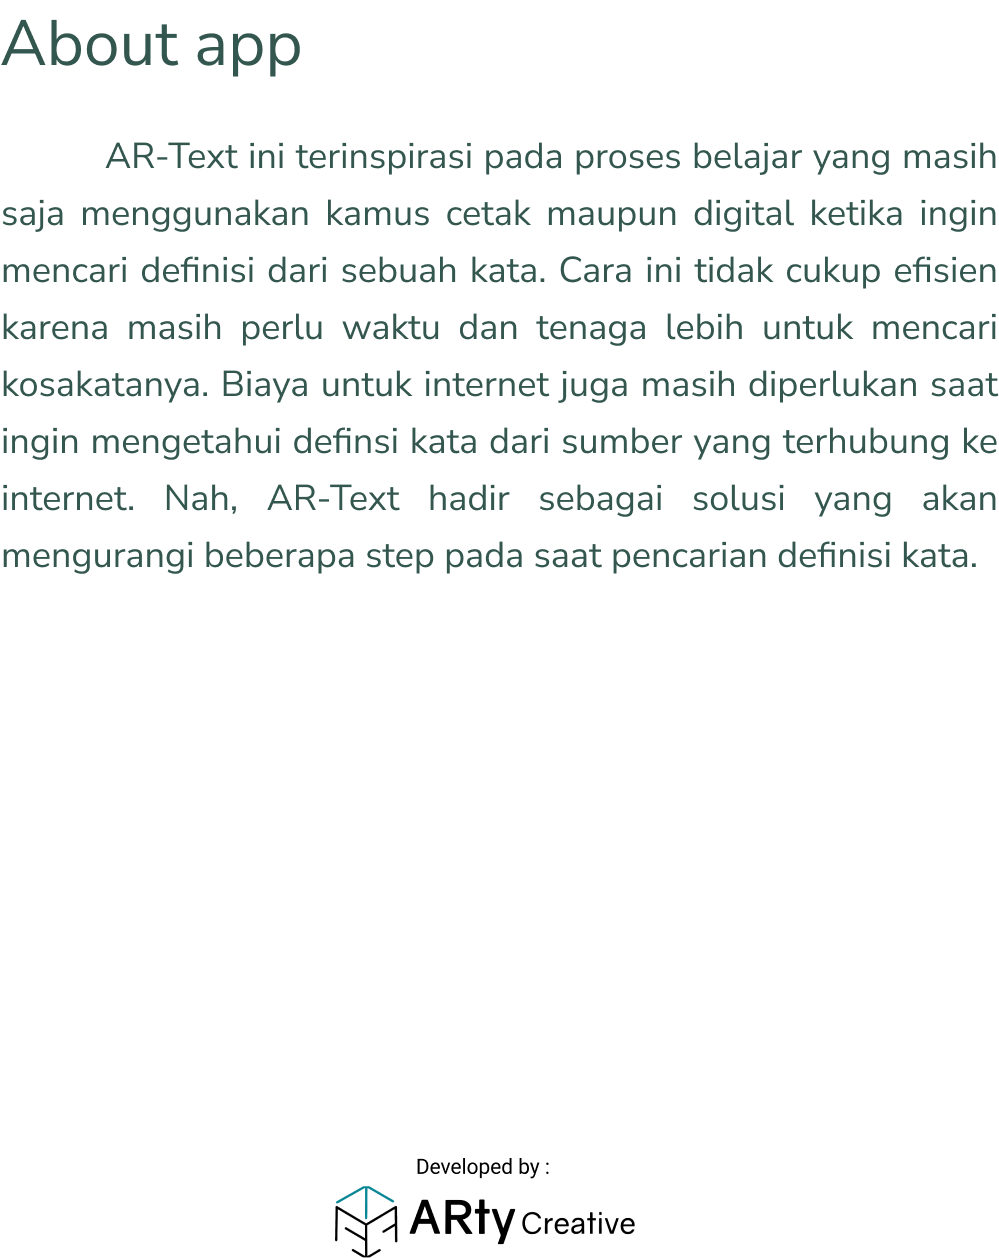 About app
AR-Text ini terinspirasi pada proses belajar yang masih
saja menggunakan kamus cetak maupun digital ketika ingin
mencari definisi dari sebuah kata. Cara ini tidak cukup efisien
karena masih perlu waktu dan tenaga lebih untuk mencari
kosakatanya. Biaya untuk internet juga masih diperlukan saat
ingin mengetahui definsi kata dari sumber yang terhubung ke
internet. Nah, AR-Text hadir sebagai solusi yang akan
mengurangi beberapa step pada saat pencarian definisi kata.
Developed by :
ARty Creative